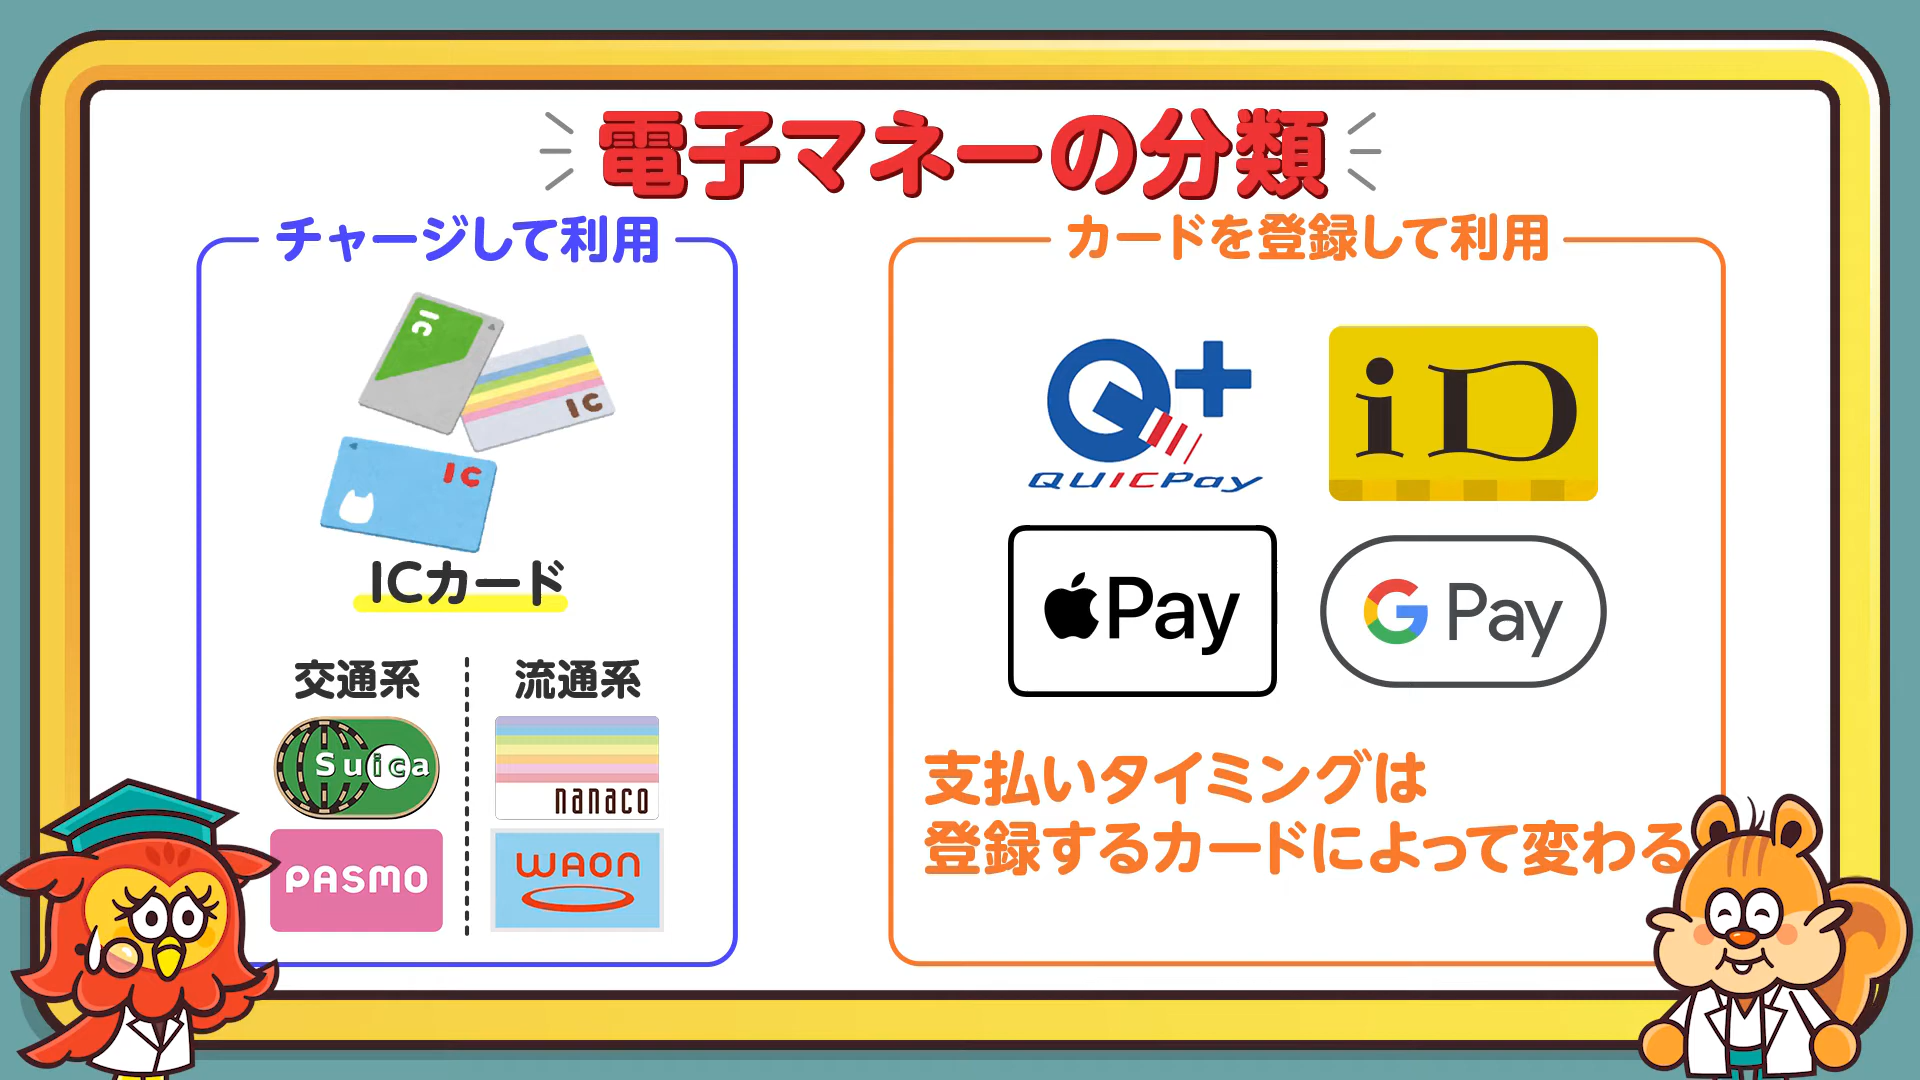 電子マネーの分類
チャージして利用
IC
IC
IC
ICカード
交通系
流通系
Suica
nanaco
PASMO
WAON
カードを登録して利用
Q+
QUICPay
iD
Pay
G Pay
支払いタイミングは
登録するカードによって変わる